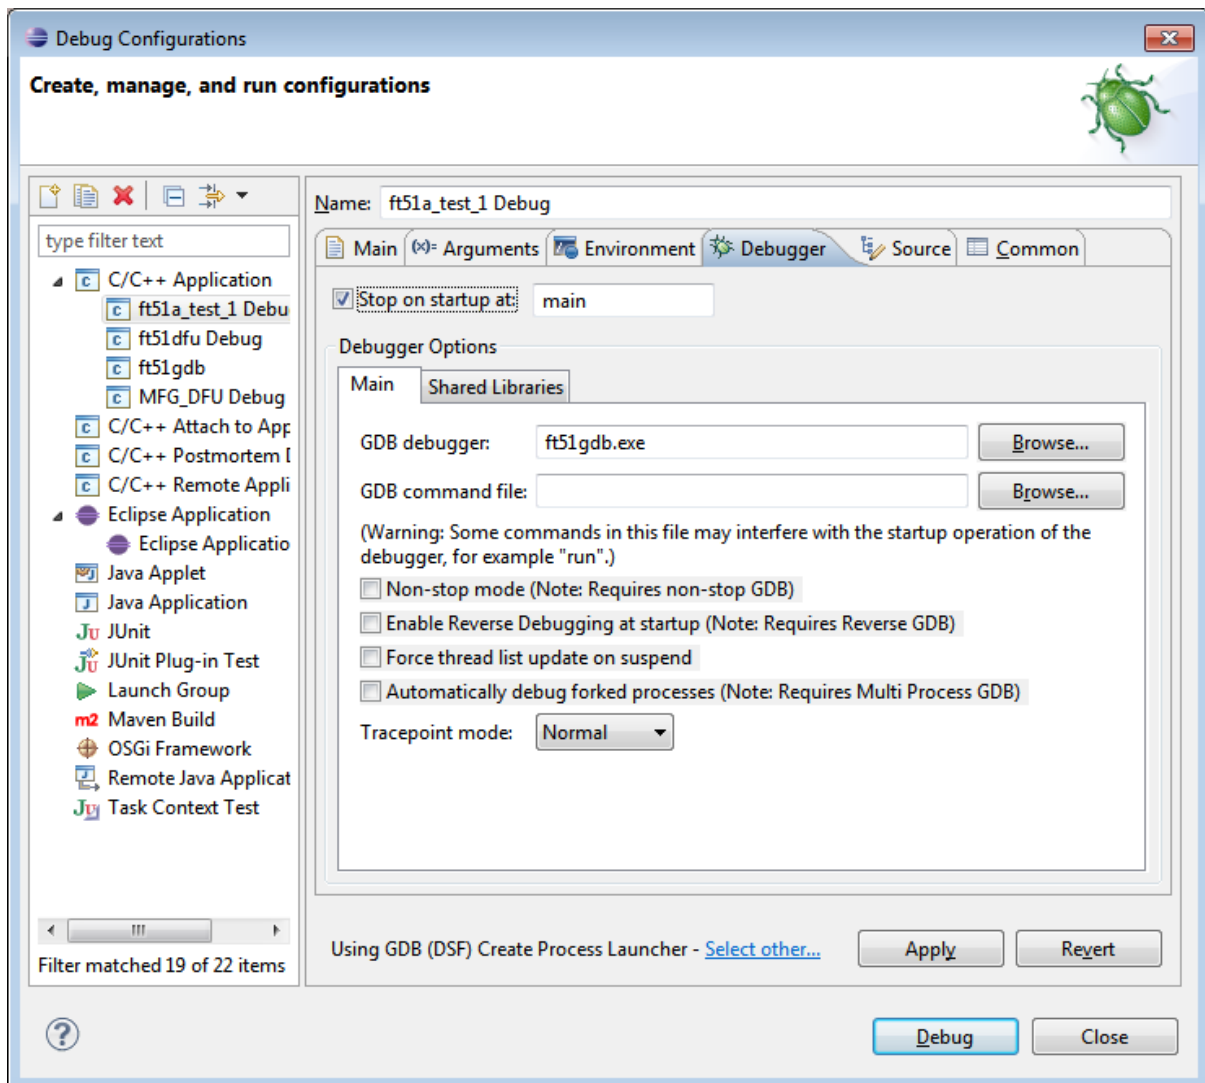 Debug Configurations
Create, manage, and run configurations
type filter text
C/C++ Application
ft51a_test_1 Debu
ft51dfu Debug
ft51gdb
MFG_DFU Debug
C/C++ Attach to App
C/C++ Postmortem D
C/C++ Remote Appli
Eclipse Application
Eclipse Applicatio
Java Applet
Java Application
JUnit
JUnit Plug-in Test
Launch Group
m2 Maven Build
OSGi Framework
Remote Java Applicat
Task Context Test
Filter matched 19 of 22 items
Name: ft51a_test_1 Debug
Main (x)= Arguments Environment Debugger Source Common
Stop on startup at: main
Debugger Options
Main Shared Libraries
GDB debugger: ft51gdb.exe Browse...
GDB command file: Browse...
(Warning: Some commands in this file may interfere with the startup operation of the
debugger, for example "run".)
Non-stop mode (Note: Requires non-stop GDB)
Enable Reverse Debugging at startup (Note: Requires Reverse GDB)
Force thread list update on suspend
Automatically debug forked processes (Note: Requires Multi Process GDB)
Tracepoint mode: Normal
Using GDB (DSF) Create Process Launcher - Select other... Apply Revert
Debug Close